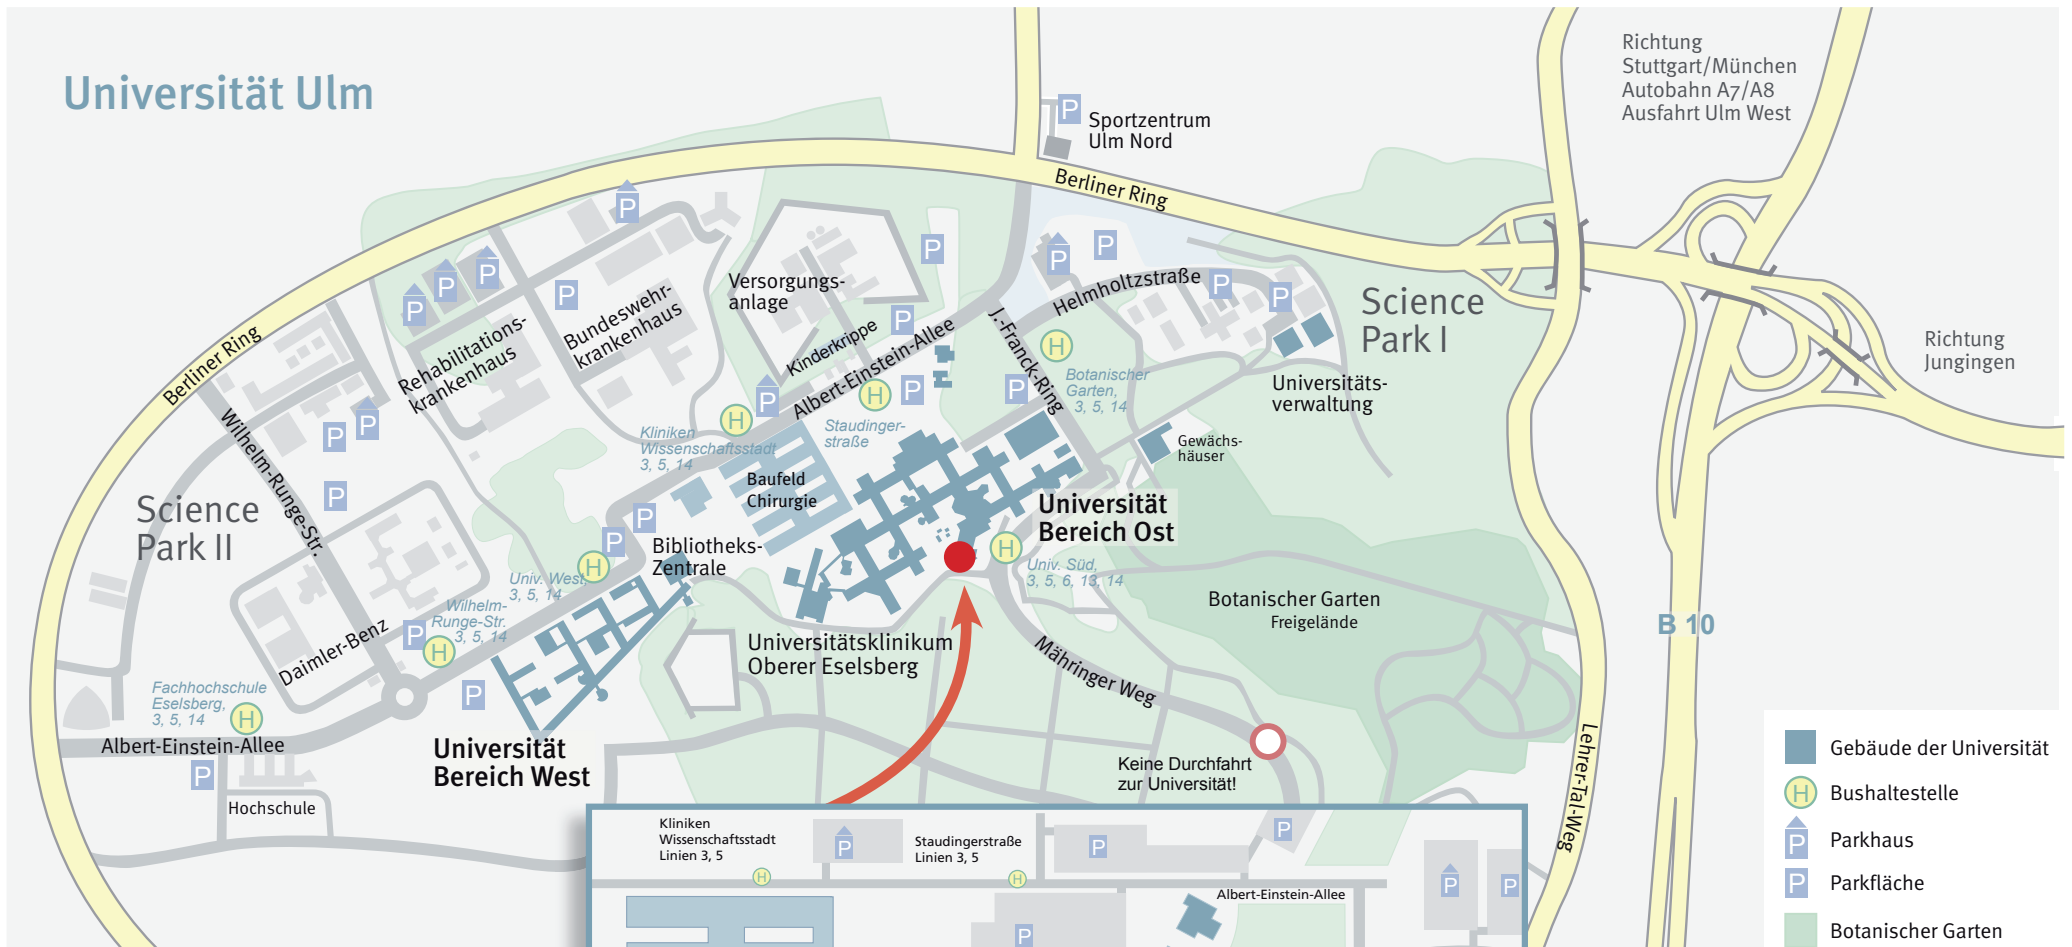 Universität Ulm
Richtung
Stuttgart/München
Autobahn A7/A8
Ausfahrt Ulm West
P
Sportzentrum
Ulm Nord
Berliner Ring
P
P
P
P
P
P
P
P
P
P
P
Versorgungs-
anlage
Bundeswehr-
krankenhaus
Rehabilitations-
krankenhaus
Kinderkrippe
P
Albert-Einstein-Allee
Helmholtzstraße
J.-Franck-Ring
Science
Park I
Richtung
Jungingen
Berliner Ring
Wilhelm-Runge-Str.
P
P
P
H
P
H
P
P
H
Botanischer
Garten,
3, 5, 14
Universitäts-
verwaltung
Kliniken
Wissenschaftsstadt
3, 5, 14
Staudinger-
straße
Gewächs-
häuser
Baufeld
Chirurgie
Science
Park II
Universität
Bereich Ost
P
P
Bibliotheks-
Zentrale
H
Univ. West,
3, 5, 14
H
Univ. Süd,
3, 5, 6, 13, 14
Wilhelm-
Runge-Str.
3, 5, 14
P
H
Daimler-Benz
Botanischer Garten
Freigelände
B 10
Universitätsklinikum
Oberer Eselsberg
Mähringer Weg
Fachhochschule
Eselsberg,
3, 5, 14
H
P
Albert-Einstein-Allee
P
Hochschule
Universität
Bereich West
Keine Durchfahrt
zur Universität!
Lehrer-Tal-Weg
Kliniken
Wissenschaftsstadt
Linien 3, 5
H
P
Staudingerstraße
Linien 3, 5
H
P
P
P
P
Albert-Einstein-Allee
P
Gebäude der Universität
H
Bushaltestelle
P
Parkhaus
P
Parkfläche
Botanischer Garten